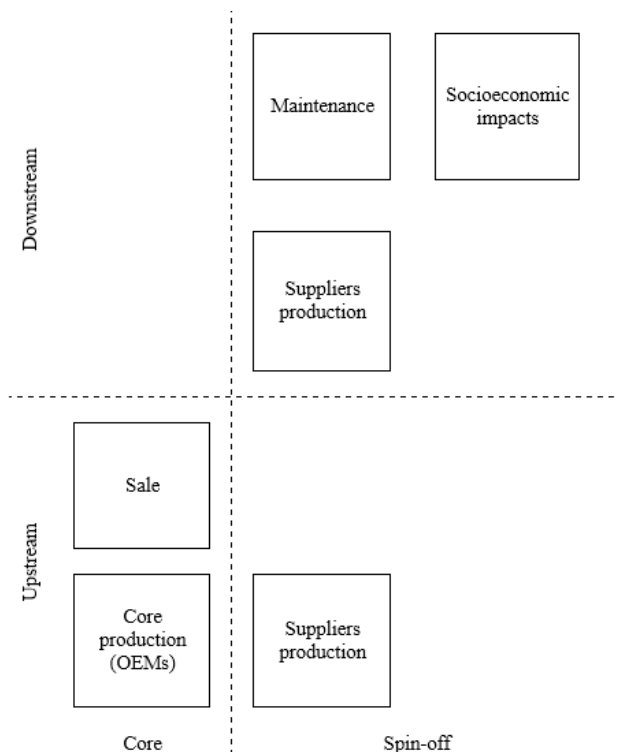 Maintenance
Socioeconomic
impacts
Downstream
Suppliers
production
Sale
Upstream
Core
production
(OEMs)
Suppliers
production
Core
Spin-off